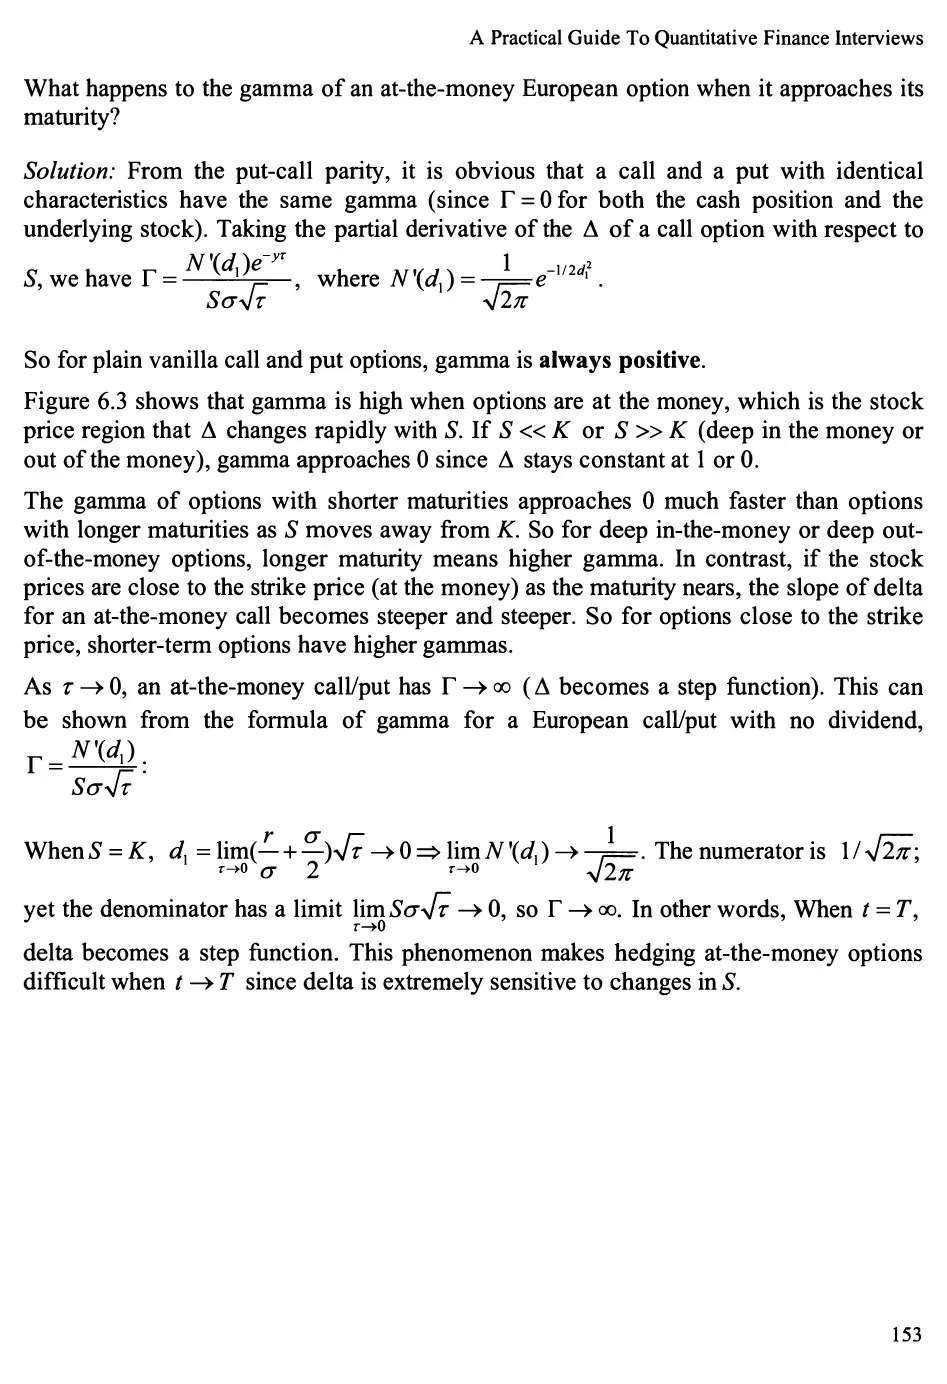 A Practical Guide To Quantitative Finance Interviews
What happens to the gamma of an at-the-money European option when it approaches its
maturity?
Solution: From the put-call parity, it is obvious that a call and a put with identical
characteristics have the same gamma (since Γ = 0 for both the cash position and the
underlying stock). Taking the partial derivative of the Δ of a call option with respect to
S, we have Γ = N'(d₁)e^{-yτ} / Sσ√τ, where N'(d₁) = 1/√2π e^{-1/2d₁²}.
So for plain vanilla call and put options, gamma is always positive.
Figure 6.3 shows that gamma is high when options are at the money, which is the stock
price region that Δ changes rapidly with S. If S << K or S >> K (deep in the money or
out of the money), gamma approaches 0 since Δ stays constant at 1 or 0.
The gamma of options with shorter maturities approaches 0 much faster than options
with longer maturities as S moves away from K. So for deep in-the-money or deep out-
of-the-money options, longer maturity means higher gamma. In contrast, if the stock
prices are close to the strike price (at the money) as the maturity nears, the slope of delta
for an at-the-money call becomes steeper and steeper. So for options close to the strike
price, shorter-term options have higher gammas.
As τ → 0, an at-the-money call/put has Γ → ∞ (Δ becomes a step function). This can
be shown from the formula of gamma for a European call/put with no dividend,
Γ = N'(d₁) / Sσ√τ:
When S = K, d₁ = lim_{τ→0}(r/σ + σ/2)√τ → 0 ⇒ lim_{τ→0} N'(d₁) → 1/√2π. The numerator is 1/√2π;
yet the denominator has a limit lim_{τ→0} Sσ√τ → 0, so Γ → ∞. In other words, When t = T,
delta becomes a step function. This phenomenon makes hedging at-the-money options
difficult when t → T since delta is extremely sensitive to changes in S.
153